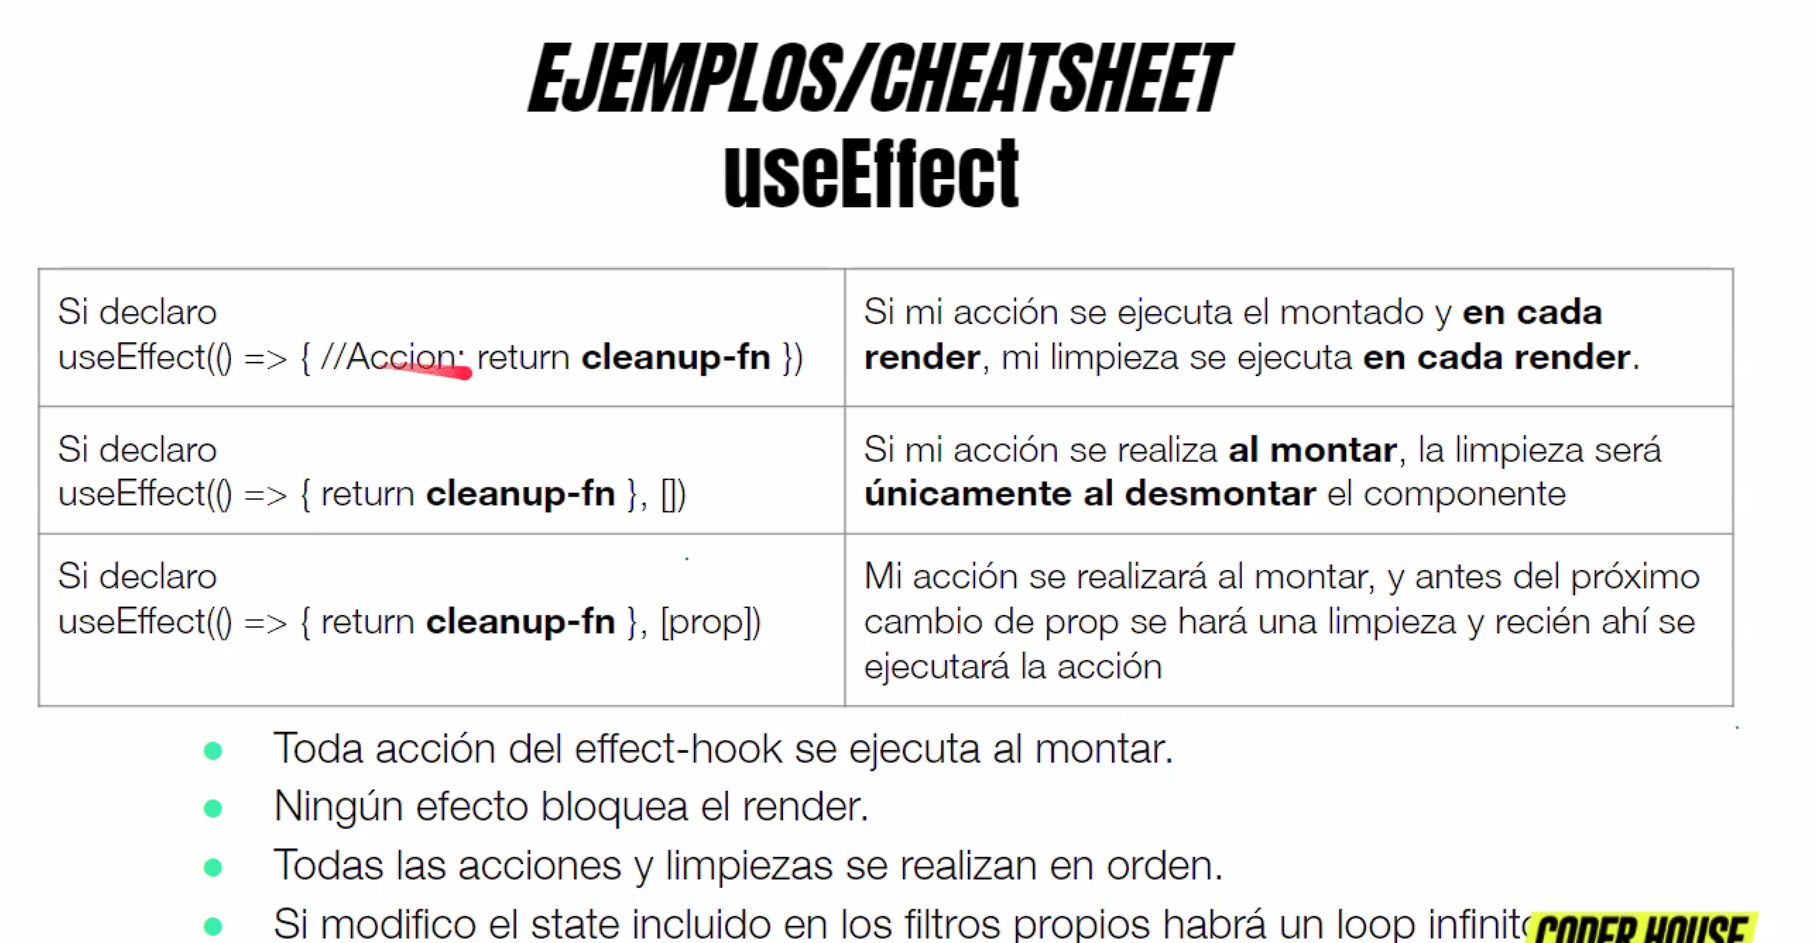 EJEMPLOS/CHEATSHEET
useEffect
Si declaro
useEffect(() => { //Accion; return cleanup-fn })
Si mi acción se ejecuta el montado y en cada
render, mi limpieza se ejecuta en cada render.
Si declaro
useEffect(() => { return cleanup-fn }, [])
Si mi acción se realiza al montar, la limpieza será
únicamente al desmontar el componente
Si declaro
useEffect(() => { return cleanup-fn }, [prop])
Mi acción se realizará al montar, y antes del próximo
cambio de prop se hará una limpieza y recién ahí se
ejecutará la acción
Toda acción del effect-hook se ejecuta al montar.
Ningún efecto bloquea el render.
Todas las acciones y limpiezas se realizan en orden.
Si modifico el state incluido en los filtros propios habrá un loop infinito
CODER HOUSE